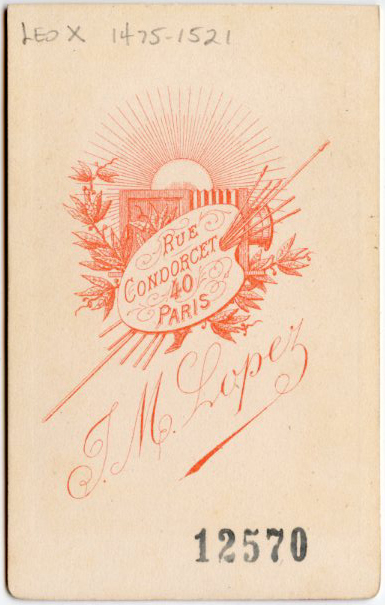 LEO X 1475-1521
RUE
CONDORCET
40
PARIS
J. M. Lopez
12570